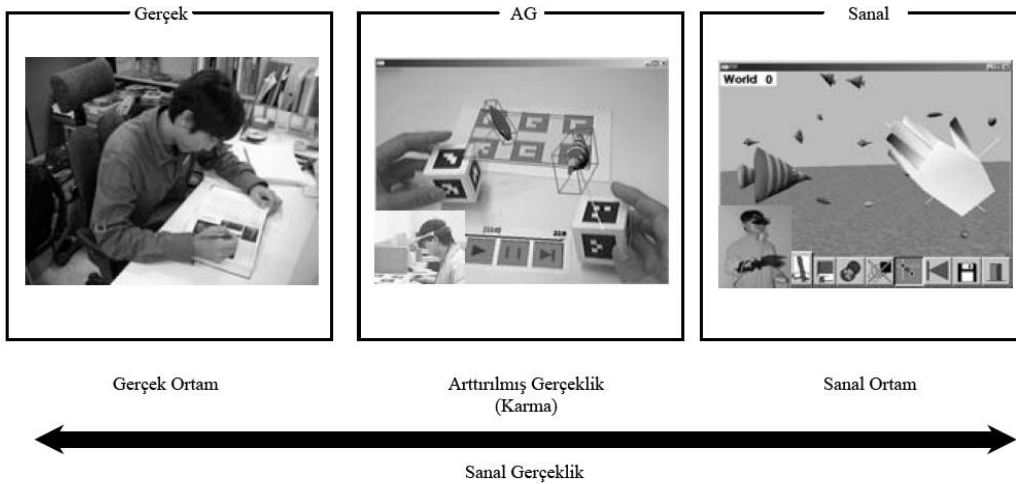 Gerçek
AG
Sanal
World 0
Gerçek Ortam
Arttırılmış Gerçeklik
(Karma)
Sanal Ortam
Sanal Gerçeklik